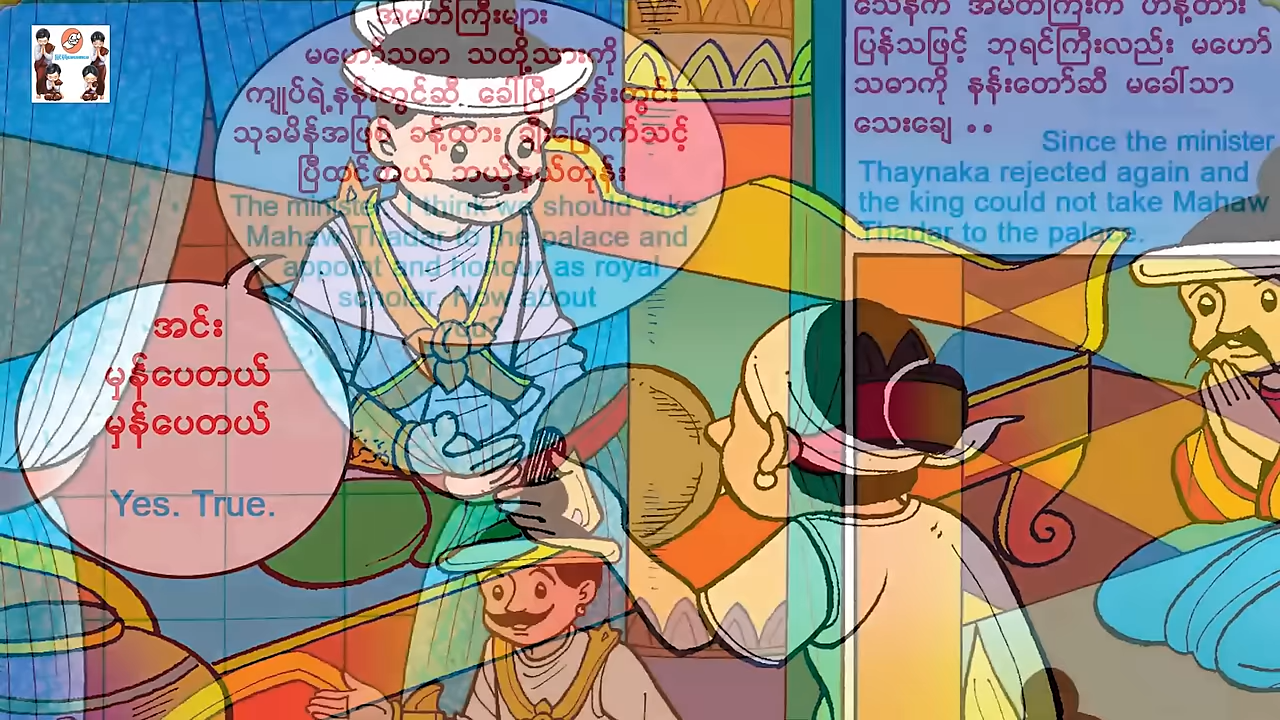 အမတ်ကြီးများ
မဟော်သဓာ သတို့သားကို
ကျုပ်ရဲ့နန်းတွင်ဆီ ခေါ်ပြီး နန်းတွင်း
သုခမိန်အဖြစ် ခန့်ထား ချီးမြှောက်သင့်
ပြီထင်တယ် ဘယ့်နှယ်တုန်း
The minister, I think we should take
Mahaw Thadar to the palace and
appoint and honour as royal
scholar. How about
you?
အင်း
မှန်ပေတယ်
မှန်ပေတယ်
Yes. True.
သေနက အမတ်ကြီးက ဟန့်တား
ပြန်သဖြင့် ဘုရင်ကြီးလည်း မဟော်
သဓာကို နန်းတော်ဆီ မခေါ်သာ
သေးချေ ..
Since the minister
Thaynaka rejected again and
the king could not take Mahaw
Thadar to the palace.